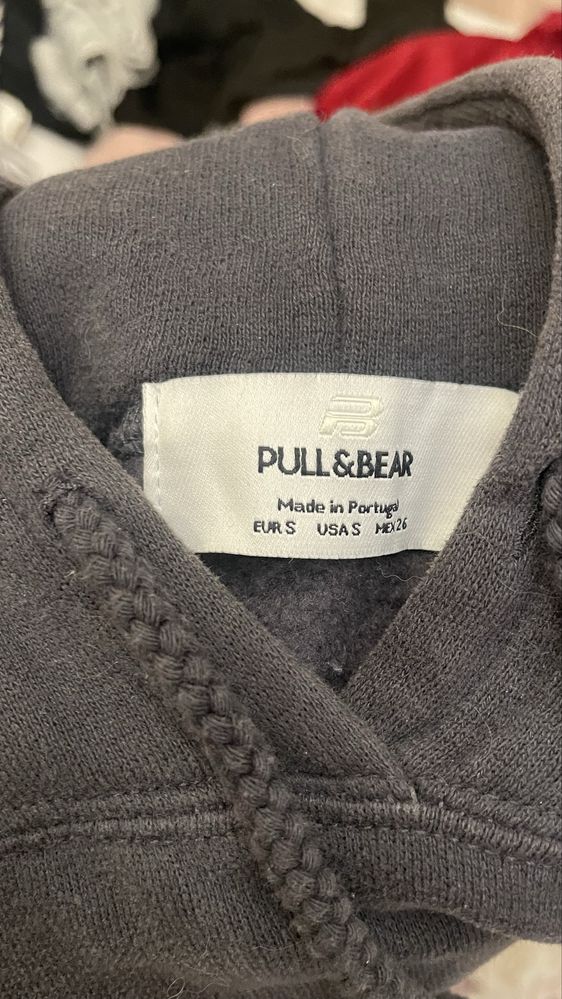 PULL&BEAR
Made in Portugal
EUR S USA S MEX 26